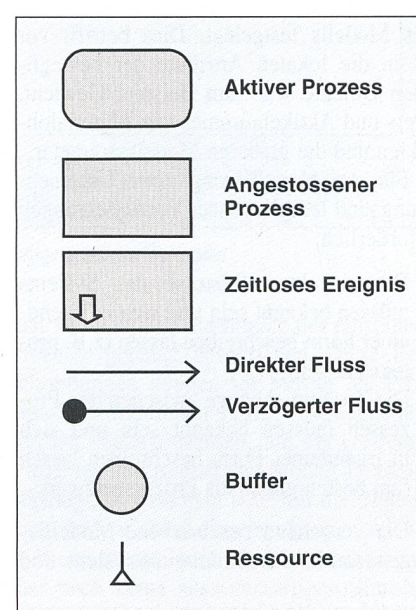 Aktiver Prozess
Angestossener
Prozess
Zeitloses Ereignis
Direkter Fluss
Verzögerter Fluss
Buffer
Ressource